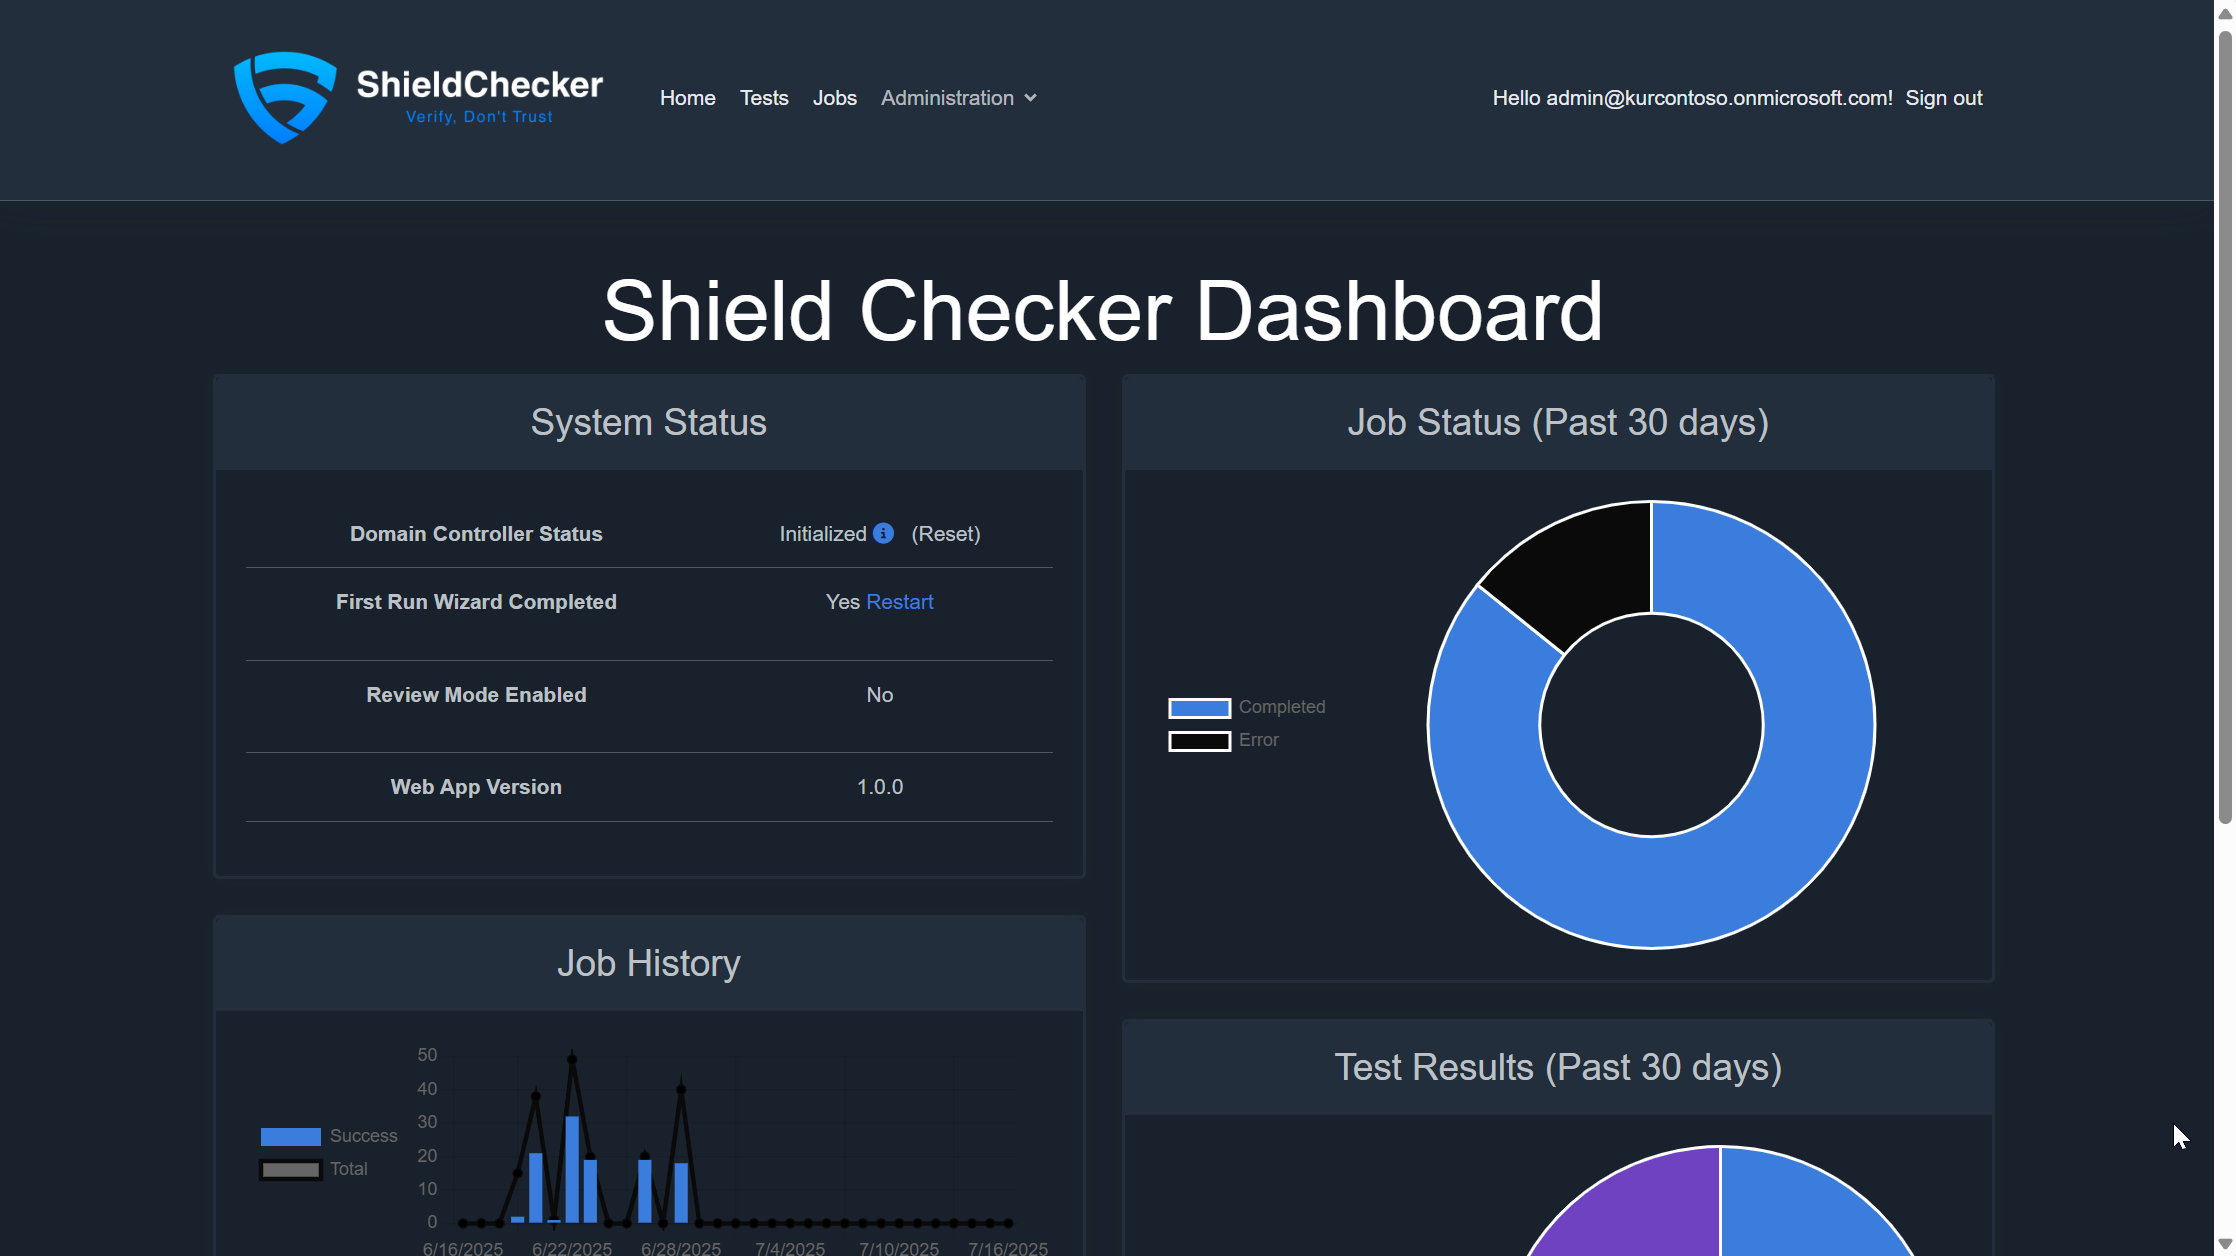 ShieldChecker
Verify, Don't Trust
Home Tests Jobs Administration
Hello admin@kurcontoso.onmicrosoft.com! Sign out
Shield Checker Dashboard
System Status
Domain Controller Status Initialized (Reset)
First Run Wizard Completed Yes Restart
Review Mode Enabled No
Web App Version 1.0.0
Job Status (Past 30 days)
Completed
Error
Job History
Success
Total
50
40
30
20
10
0
6/16/2025 6/22/2025 6/28/2025 7/4/2025 7/10/2025 7/16/2025
Test Results (Past 30 days)